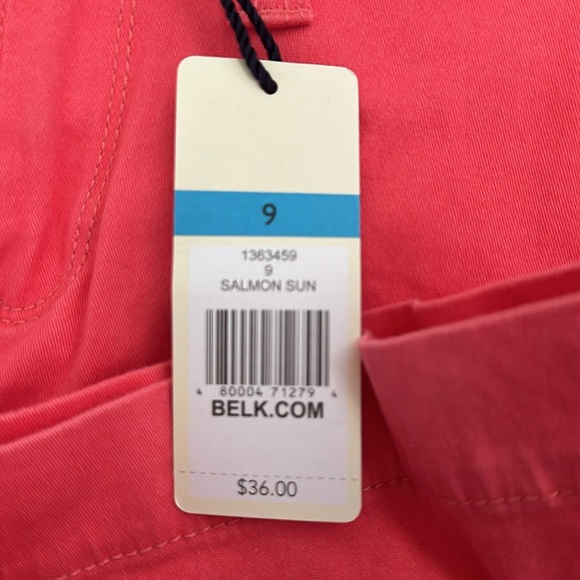 9
1363459
9
SALMON SUN
4 80004 71279 4
BELK.COM
$36.00